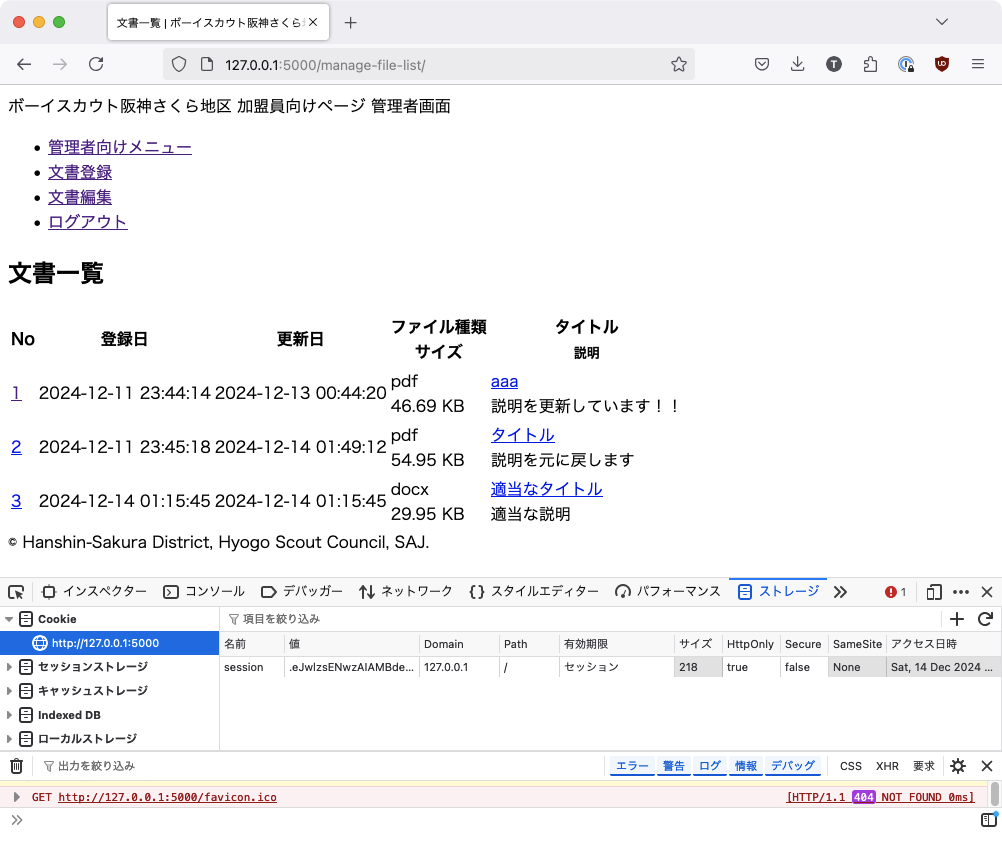 文書一覧 | ボーイスカウト阪神さくら
127.0.0.1:5000/manage-file-list/
T
ボーイスカウト阪神さくら地区 加盟員向けページ 管理者画面
• 管理者向けメニュー
• 文書登録
• 文書編集
• ログアウト
文書一覧
No 登録日 更新日 ファイル種類 タイトル
サイズ 説明
1 2024-12-11 23:44:14 2024-12-13 00:44:20 pdf aaa
46.69 KB 説明を更新しています！！
2 2024-12-11 23:45:18 2024-12-14 01:49:12 pdf タイトル
54.95 KB 説明を元に戻します
3 2024-12-14 01:15:45 2024-12-14 01:15:45 docx 適当なタイトル
29.95 KB 適当な説明
© Hanshin-Sakura District, Hyogo Scout Council, SAJ.
インスペクター コンソール デバッガー ネットワーク スタイルエディター パフォーマンス ストレージ 1
Cookie 項目を絞り込み
http://127.0.0.1:5000 名前 値 Domain Path 有効期限 サイズ HttpOnly Secure SameSite アクセス日時
セッションストレージ session .eJwlzsENwzAIAMBde... 127.0.0.1 / セッション 218 true false None Sat, 14 Dec 2024 ...
キャッシュストレージ
Indexed DB
ローカルストレージ
出力を絞り込み エラー 警告 ログ 情報 デバッグ CSS XHR 要求
GET http://127.0.0.1:5000/favicon.ico [HTTP/1.1 404 NOT FOUND 0ms]